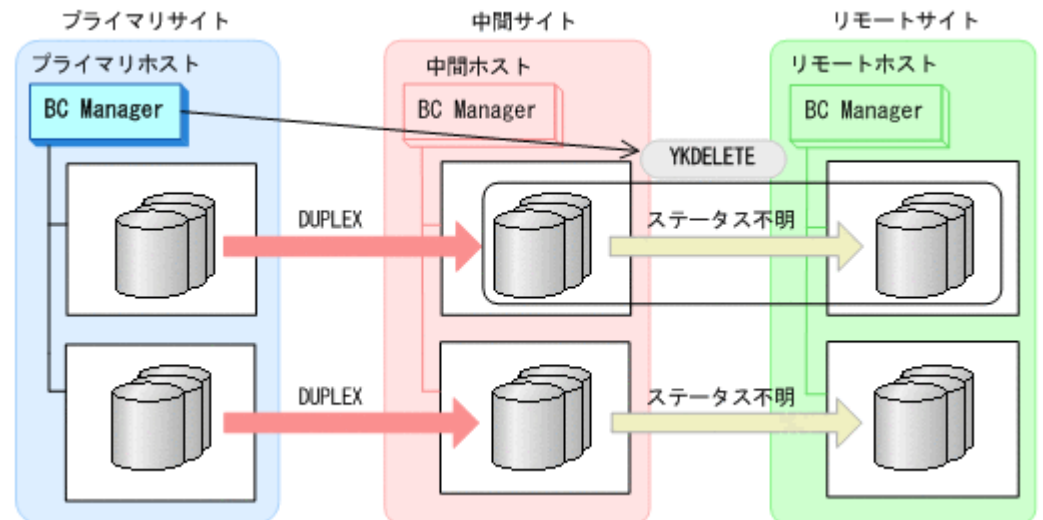 プライマリサイト
中間サイト
リモートサイト
プライマリホスト
中間ホスト
リモートホスト
BC Manager
BC Manager
BC Manager
YKDELETE
DUPLEX
ステータス不明
DUPLEX
ステータス不明